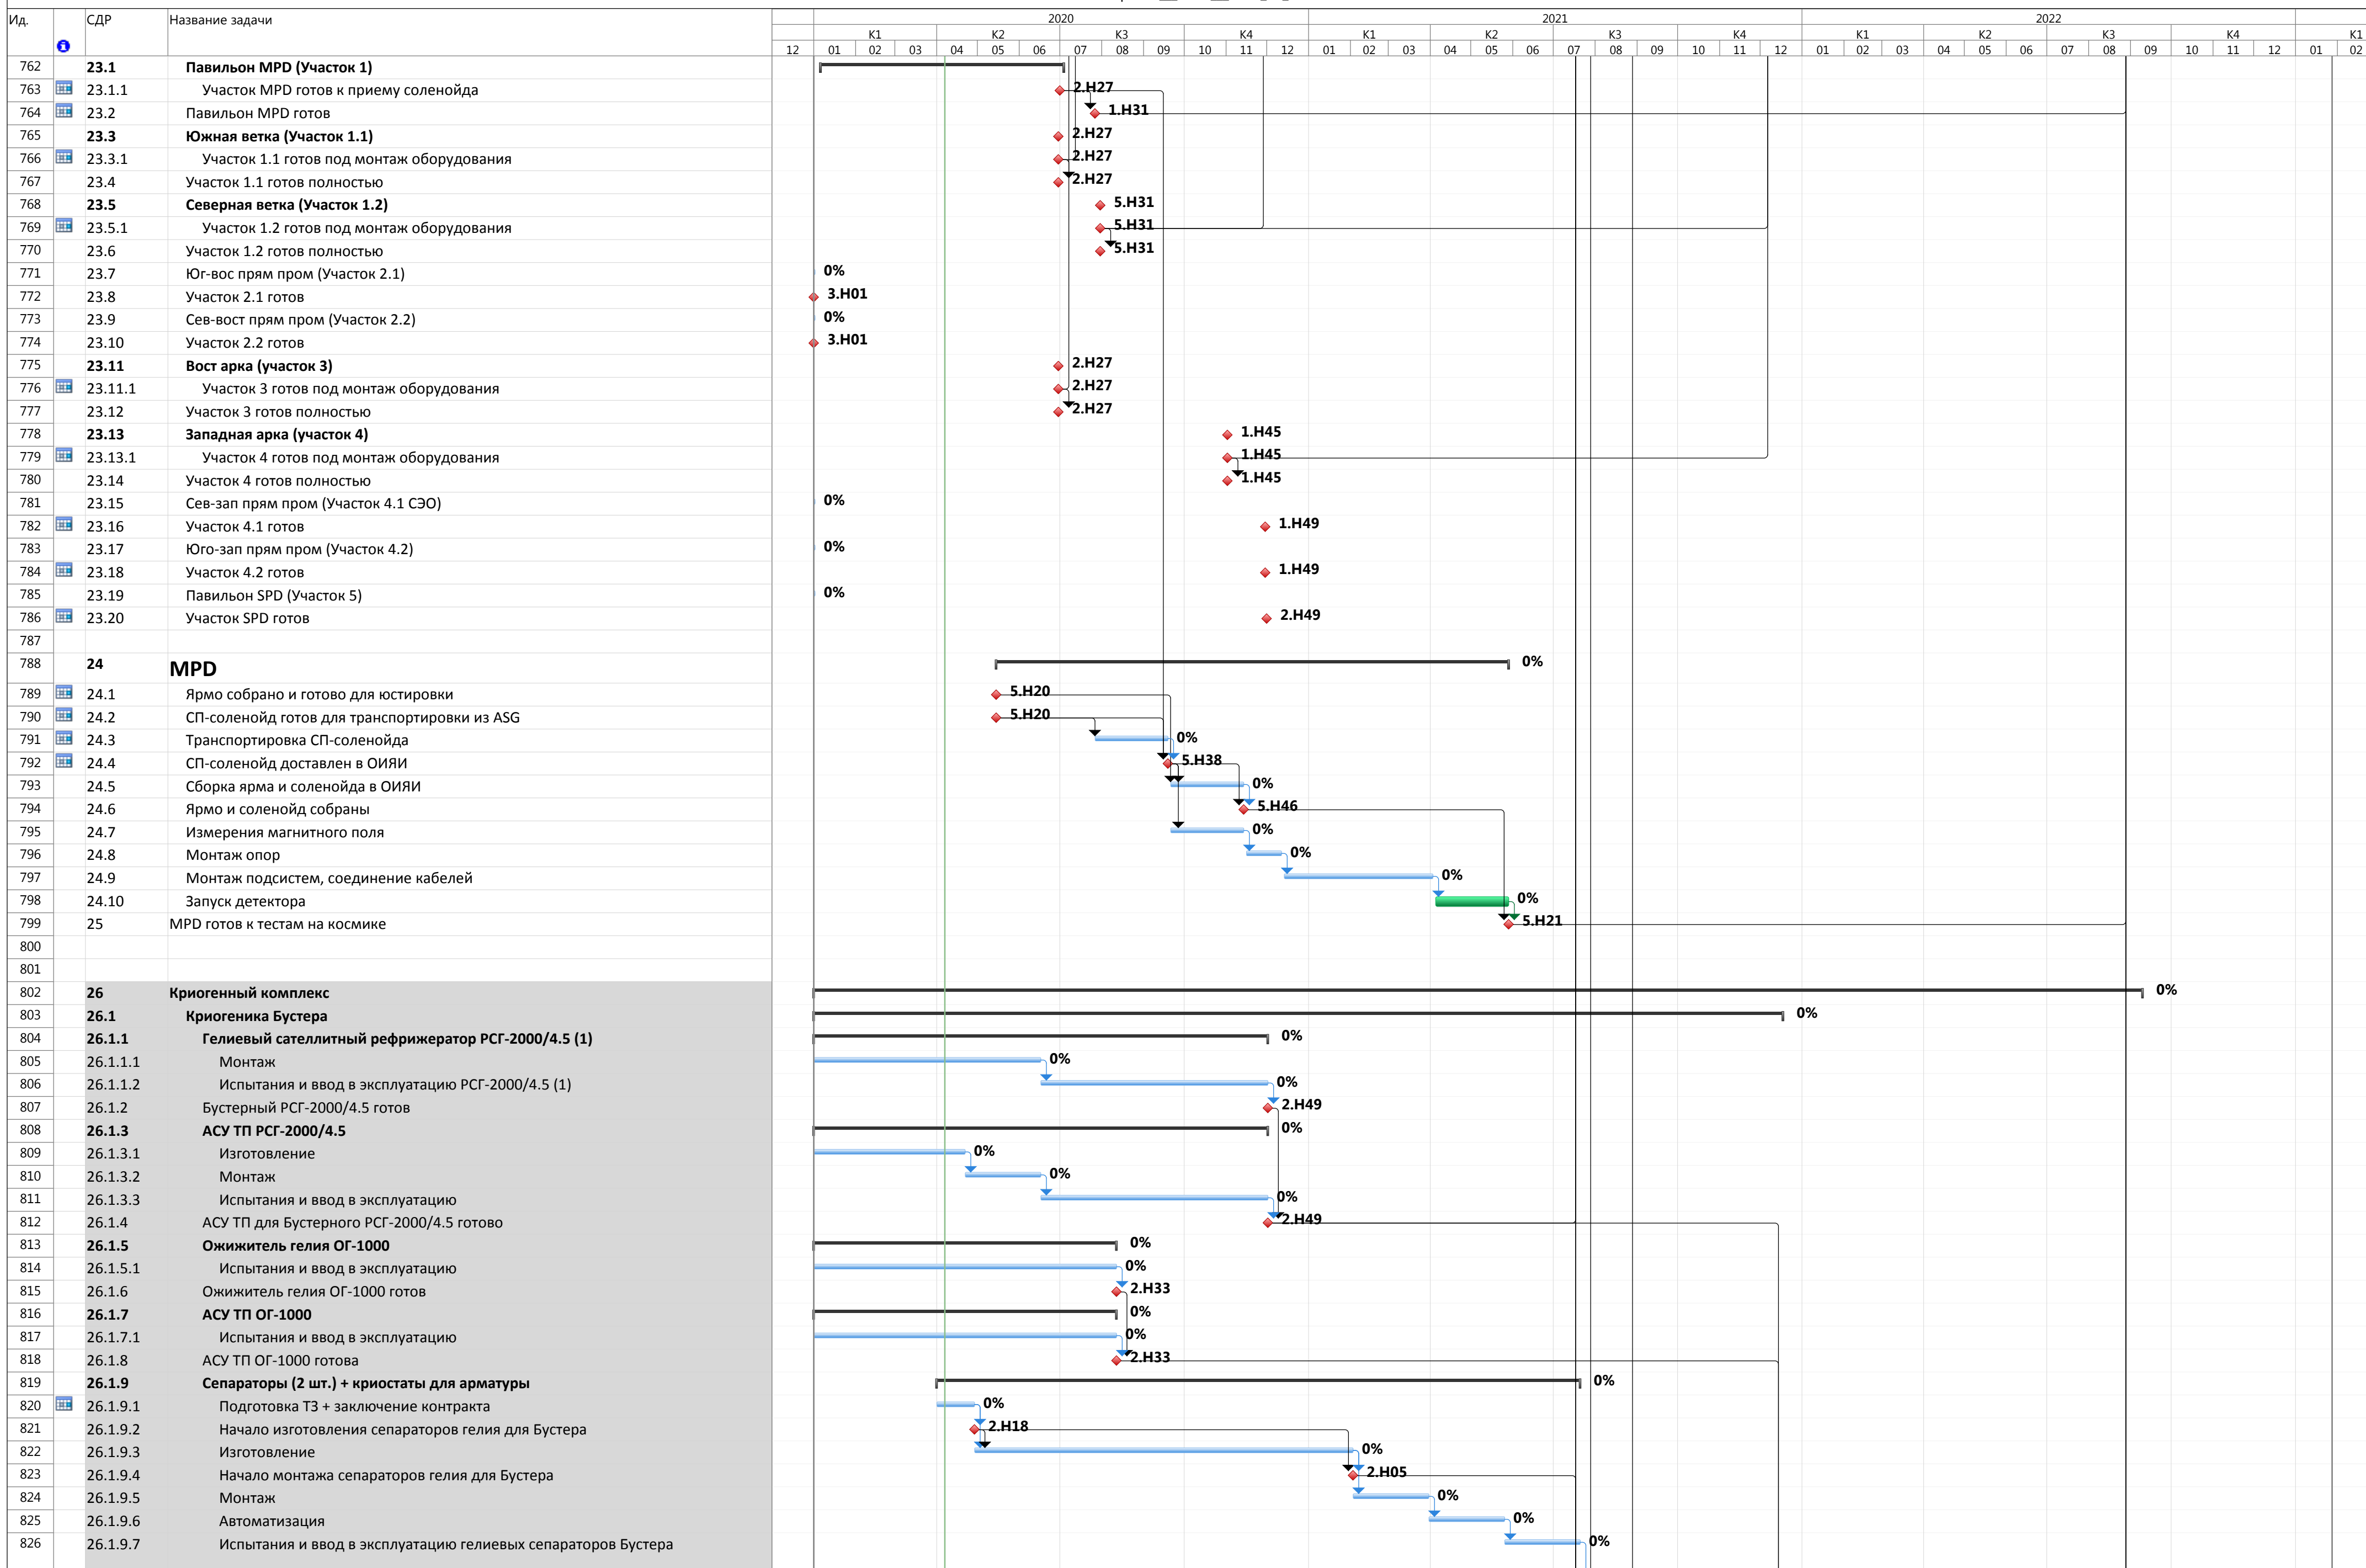 Ид. СДР Название задачи
2020 2021 2022
К1 К2 К3 К4 К1 К2 К3 К4 К1 К2 К3 К4 К1
12 01 02 03 04 05 06 07 08 09 10 11 12 01 02 03 04 05 06 07 08 09 10 11 12 01 02 03 04 05 06 07 08 09 10 11 12 01 02
762 23.1 Павильон MPD (Участок 1)
763 23.1.1 Участок MPD готов к приему соленойда 2.Н27
764 23.2 Павильон MPD готов 1.Н31
765 23.3 Южная ветка (Участок 1.1) 2.Н27
766 23.3.1 Участок 1.1 готов под монтаж оборудования 2.Н27
767 23.4 Участок 1.1 готов полностью 2.Н27
768 23.5 Северная ветка (Участок 1.2) 5.Н31
769 23.5.1 Участок 1.2 готов под монтаж оборудования 5.Н31
770 23.6 Участок 1.2 готов полностью 5.Н31
771 23.7 Юг-вос прям пром (Участок 2.1) 0%
772 23.8 Участок 2.1 готов 3.Н01
773 23.9 Сев-вост прям пром (Участок 2.2) 0%
774 23.10 Участок 2.2 готов 3.Н01
775 23.11 Вост арка (участок 3) 2.Н27
776 23.11.1 Участок 3 готов под монтаж оборудования 2.Н27
777 23.12 Участок 3 готов полностью 2.Н27
778 23.13 Западная арка (участок 4) 1.Н45
779 23.13.1 Участок 4 готов под монтаж оборудования 1.Н45
780 23.14 Участок 4 готов полностью 1.Н45
781 23.15 Сев-зап прям пром (Участок 4.1 СЭО) 0%
782 23.16 Участок 4.1 готов 1.Н49
783 23.17 Юго-зап прям пром (Участок 4.2) 0%
784 23.18 Участок 4.2 готов 1.Н49
785 23.19 Павильон SPD (Участок 5) 0%
786 23.20 Участок SPD готов 2.Н49
787
788 24 MPD 0%
789 24.1 Ярмо собрано и готово для юстировки 5.Н20
790 24.2 СП-соленойд готов для транспортировки из ASG 5.Н20
791 24.3 Транспортировка СП-соленойда 0%
792 24.4 СП-соленойд доставлен в ОИЯИ 5.Н38
793 24.5 Сборка ярма и соленойда в ОИЯИ 0%
794 24.6 Ярмо и соленойд собраны 5.Н46
795 24.7 Измерения магнитного поля 0%
796 24.8 Монтаж опор 0%
797 24.9 Монтаж подсистем, соединение кабелей 0%
798 24.10 Запуск детектора 0%
799 25 MPD готов к тестам на космике 5.Н21
800
801
802 26 Криогенный комплекс 0%
803 26.1 Криогеника Бустера 0%
804 26.1.1 Гелиевый сателлитный рефрижератор РСГ-2000/4.5 (1) 0%
805 26.1.1.1 Монтаж 0%
806 26.1.1.2 Испытания и ввод в эксплуатацию РСГ-2000/4.5 (1) 0%
807 26.1.2 Бустерный РСГ-2000/4.5 готов 2.Н49
808 26.1.3 АСУ ТП РСГ-2000/4.5 0%
809 26.1.3.1 Изготовление 0%
810 26.1.3.2 Монтаж 0%
811 26.1.3.3 Испытания и ввод в эксплуатацию 0%
812 26.1.4 АСУ ТП для Бустерного РСГ-2000/4.5 готово 2.Н49
813 26.1.5 Ожижитель гелия ОГ-1000 0%
814 26.1.5.1 Испытания и ввод в эксплуатацию 0%
815 26.1.6 Ожижитель гелия ОГ-1000 готов 2.Н33
816 26.1.7 АСУ ТП ОГ-1000 0%
817 26.1.7.1 Испытания и ввод в эксплуатацию 0%
818 26.1.8 АСУ ТП ОГ-1000 готова 2.Н33
819 26.1.9 Сепараторы (2 шт.) + криостаты для арматуры 0%
820 26.1.9.1 Подготовка ТЗ + заключение контракта 0%
821 26.1.9.2 Начало изготовления сепараторов гелия для Бустера 2.Н18
822 26.1.9.3 Изготовление 0%
823 26.1.9.4 Начало монтажа сепараторов гелия для Бустера 2.Н05
824 26.1.9.5 Монтаж 0%
825 26.1.9.6 Автоматизация 0%
826 26.1.9.7 Испытания и ввод в эксплуатацию гелиевых сепараторов Бустера 0%